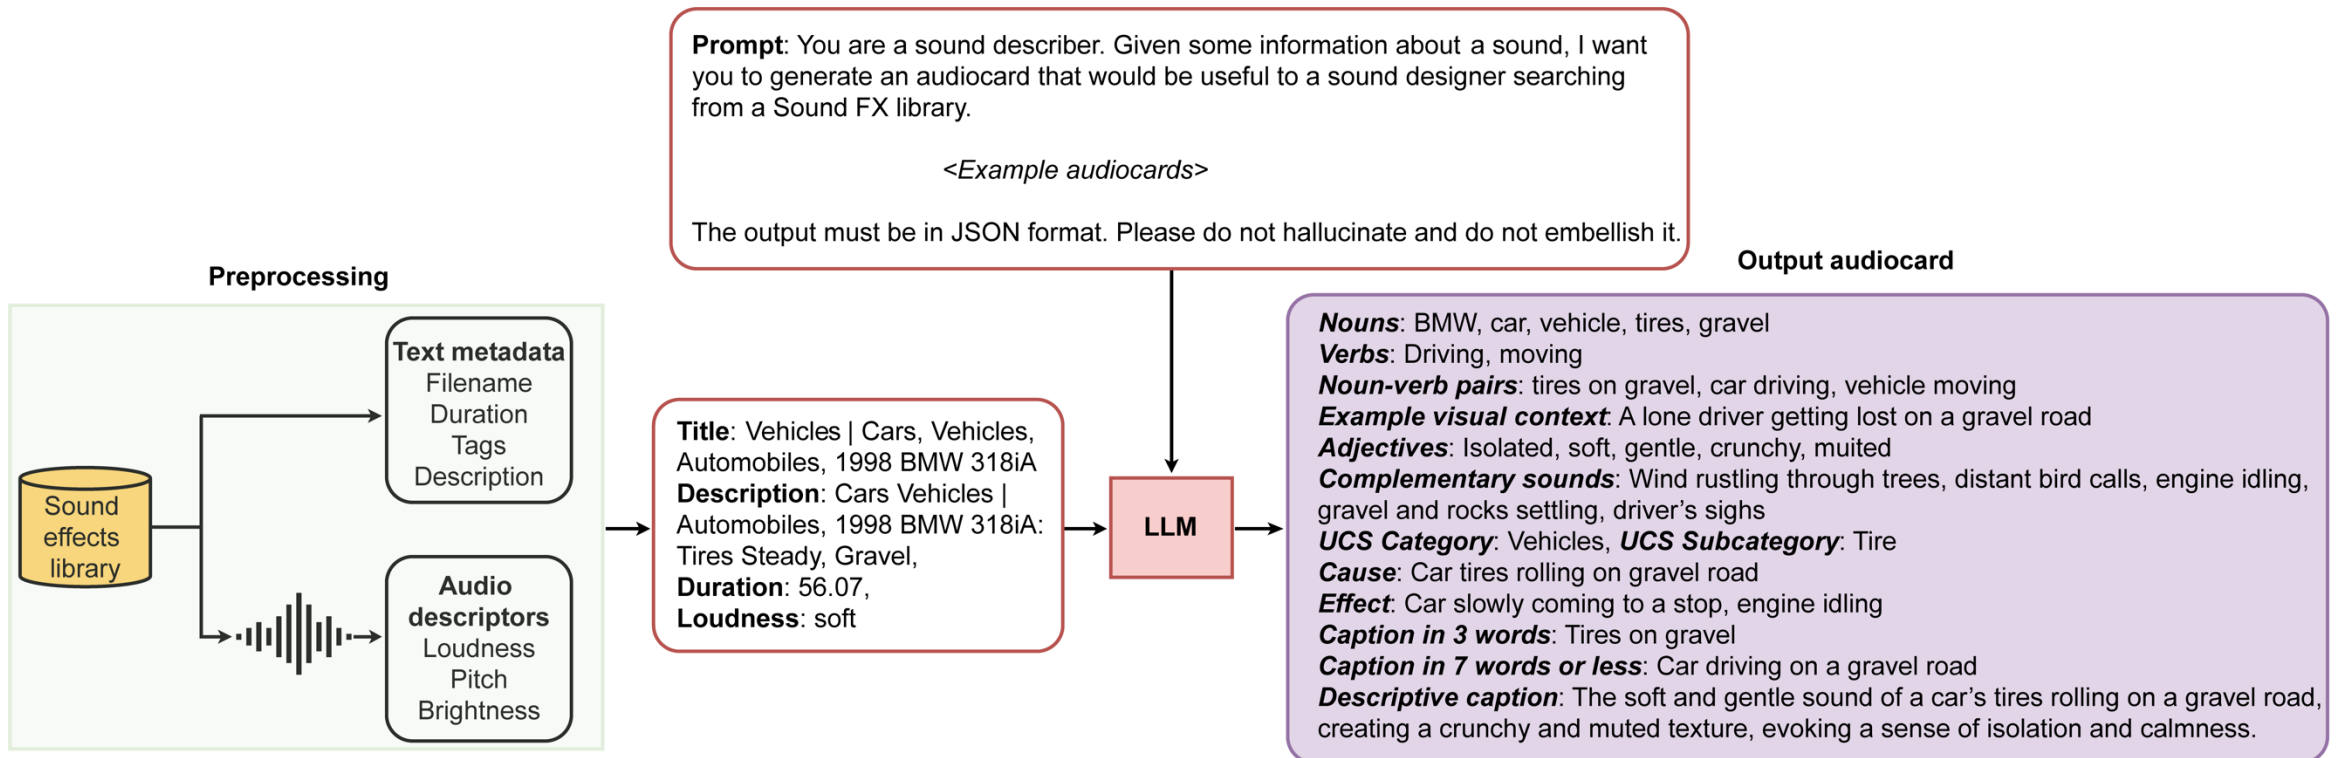 Prompt: You are a sound describer. Given some information about a sound, I want
you to generate an audiocard that would be useful to a sound designer searching
from a Sound FX library.
<Example audiocards>
The output must be in JSON format. Please do not hallucinate and do not embellish it.
Preprocessing
Sound
effects
library
Text metadata
Filename
Duration
Tags
Description
Audio
descriptors
Loudness
Pitch
Brightness
Title: Vehicles | Cars, Vehicles,
Automobiles, 1998 BMW 318iA
Description: Cars Vehicles |
Automobiles, 1998 BMW 318iA:
Tires Steady, Gravel,
Duration: 56.07,
Loudness: soft
LLM
Output audiocard
Nouns: BMW, car, vehicle, tires, gravel
Verbs: Driving, moving
Noun-verb pairs: tires on gravel, car driving, vehicle moving
Example visual context: A lone driver getting lost on a gravel road
Adjectives: Isolated, soft, gentle, crunchy, muited
Complementary sounds: Wind rustling through trees, distant bird calls, engine idling,
gravel and rocks settling, driver's sighs
UCS Category: Vehicles, UCS Subcategory: Tire
Cause: Car tires rolling on gravel road
Effect: Car slowly coming to a stop, engine idling
Caption in 3 words: Tires on gravel
Caption in 7 words or less: Car driving on a gravel road
Descriptive caption: The soft and gentle sound of a car's tires rolling on a gravel road,
creating a crunchy and muted texture, evoking a sense of isolation and calmness.